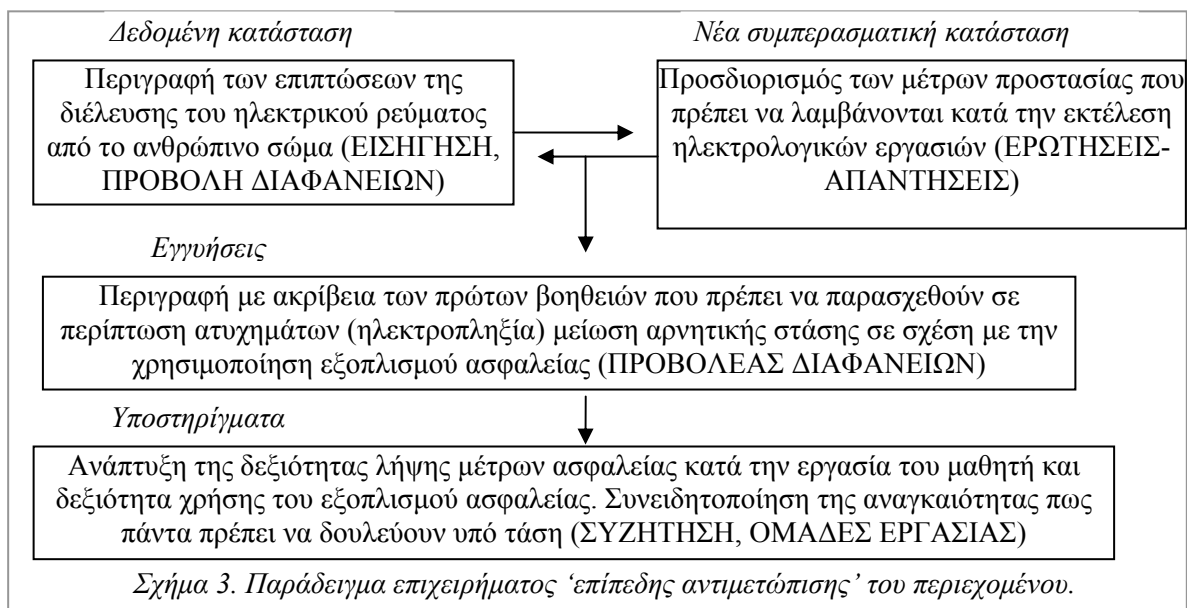 Δεδομένη κατάσταση
Περιγραφή των επιπτώσεων της
διέλευσης του ηλεκτρικού ρεύματος
από το ανθρώπινο σώμα (ΕΙΣΗΓΗΣΗ,
ΠΡΟΒΟΛΗ ΔΙΑΦΑΝΕΙΩΝ)
Νέα συμπερασματική κατάσταση
Προσδιορισμός των μέτρων προστασίας που
πρέπει να λαμβάνονται κατά την εκτέλεση
ηλεκτρολογικών εργασιών (ΕΡΩΤΗΣΕΙΣ-
ΑΠΑΝΤΗΣΕΙΣ)
Εγγυήσεις
Περιγραφή με ακρίβεια των πρώτων βοηθειών που πρέπει να παρασχεθούν σε
περίπτωση ατυχημάτων (ηλεκτροπληξία) μείωση αρνητικής στάσης σε σχέση με την
χρησιμοποίηση εξοπλισμού ασφαλείας (ΠΡΟΒΟΛΕΑΣ ΔΙΑΦΑΝΕΙΩΝ)
Υποστηρίγματα
Ανάπτυξη της δεξιότητας λήψης μέτρων ασφαλείας κατά την εργασία του μαθητή και
δεξιότητα χρήσης του εξοπλισμού ασφαλείας. Συνειδητοποίηση της αναγκαιότητας πως
πάντα πρέπει να δουλεύουν υπό τάση (ΣΥΖΗΤΗΣΗ, ΟΜΑΔΕΣ ΕΡΓΑΣΙΑΣ)
Σχήμα 3. Παράδειγμα επιχειρήματος ‘επίπεδης αντιμετώπισης’ του περιεχομένου.